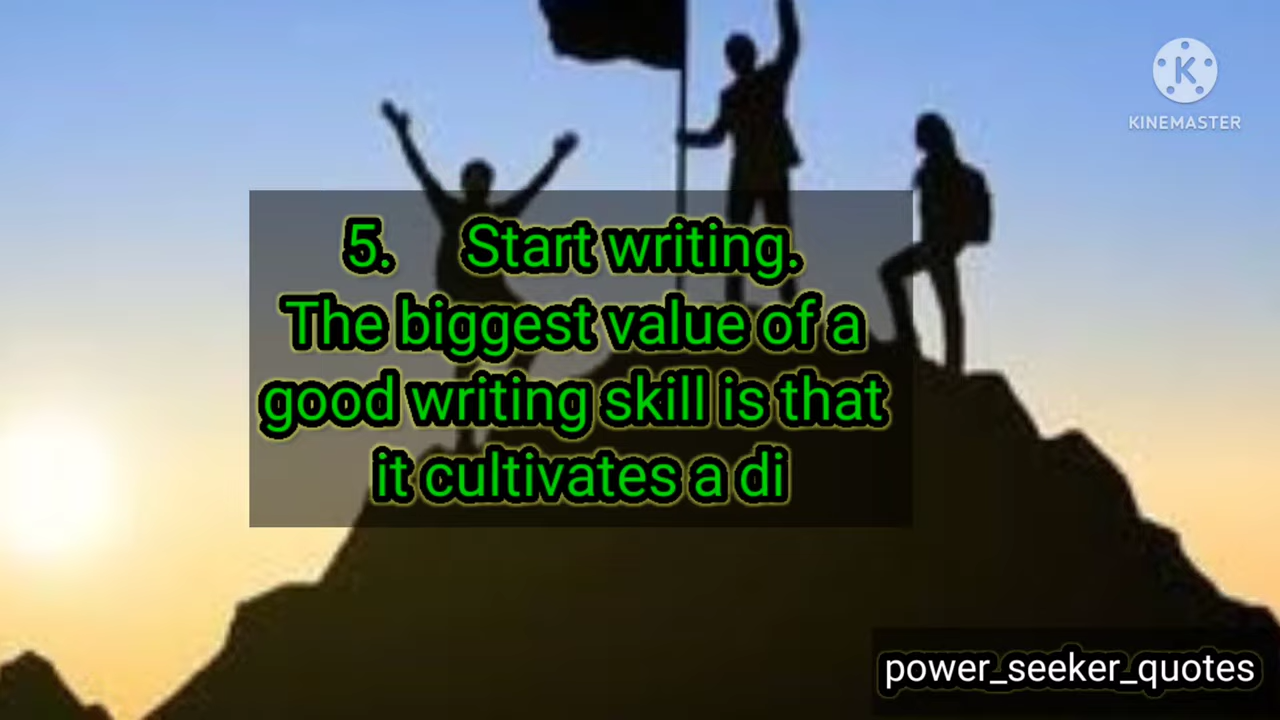 KINEMASTER
5. Start writing.
The biggest value of a
good writing skill is that
it cultivates a di
power_seeker_quotes